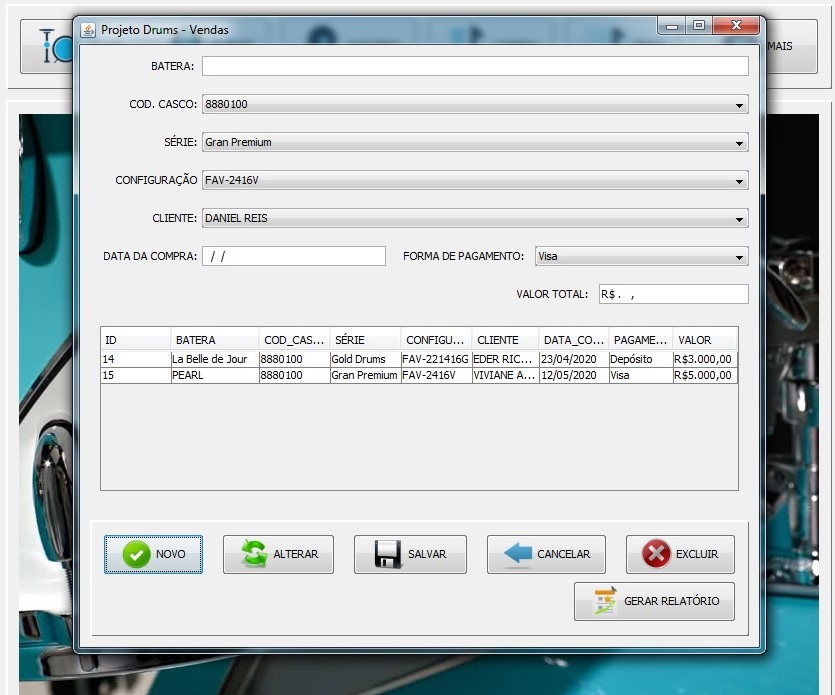 Projeto Drums - Vendas
MAIS
BATERA:
COD. CASCO: 8880100
SÉRIE: Gran Premium
CONFIGURAÇÃO FAV-2416V
CLIENTE: DANIEL REIS
DATA DA COMPRA: / / FORMA DE PAGAMENTO: Visa
VALOR TOTAL: R$. ,
ID BATERA COD_CAS... SÉRIE CONFIGU... CLIENTE DATA_CO... PAGAME... VALOR
14 La Belle de Jour 8880100 Gold Drums FAV-221416G EDER RIC... 23/04/2020 Depósito R$3.000,00
15 PEARL 8880100 Gran Premium FAV-2416V VIVIANE A... 12/05/2020 Visa R$5.000,00
NOVO ALTERAR SALVAR CANCELAR EXCLUIR
GERAR RELATÓRIO